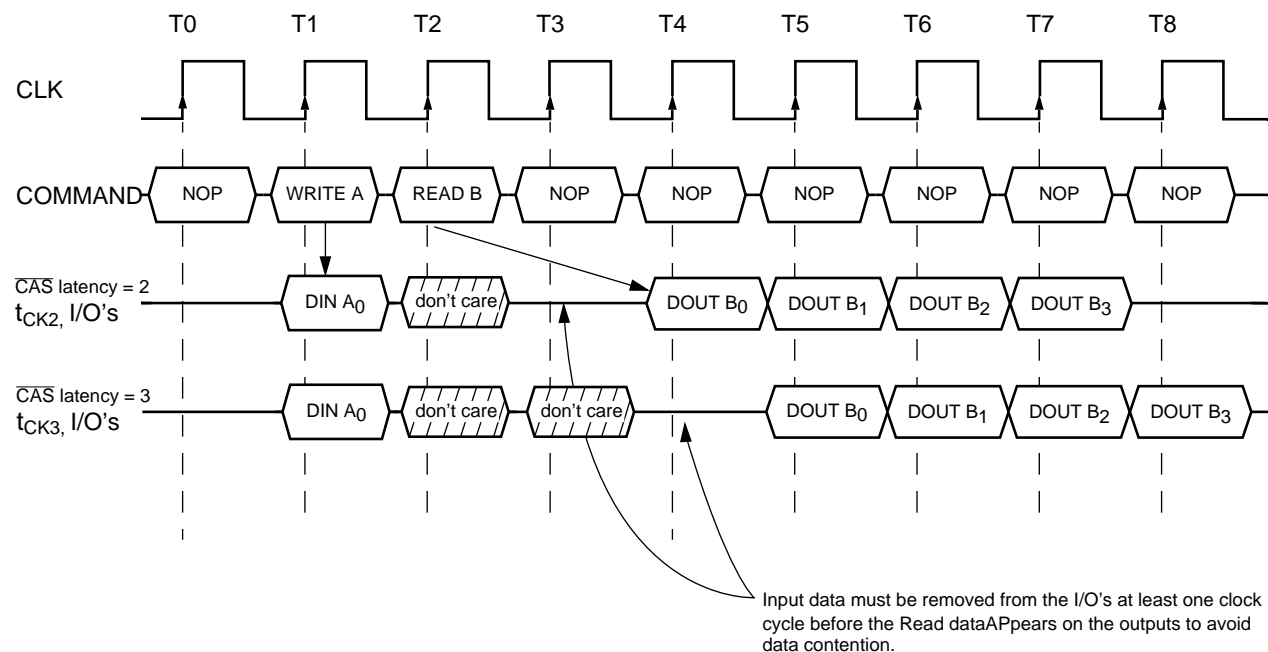 T0 T1 T2 T3 T4 T5 T6 T7 T8
CLK
COMMAND NOP WRITE A READ B NOP NOP NOP NOP NOP NOP
CAS latency = 2
tCK2, I/O's DIN A0 don't care DOUT B0 DOUT B1 DOUT B2 DOUT B3
CAS latency = 3
tCK3, I/O's DIN A0 don't care don't care DOUT B0 DOUT B1 DOUT B2 DOUT B3
Input data must be removed from the I/O's at least one clock
cycle before the Read dataAPpears on the outputs to avoid
data contention.